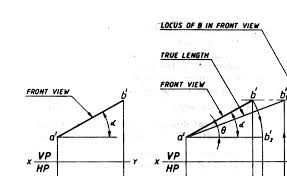 LOCUS OF B IN FRONT VIEW
TRUE LENGTH
FRONT VIEW
FRONT VIEW
b'
b'
b'
a'
α
a'
θ
α
b'₂
X VP Y
HP
X VP
HP